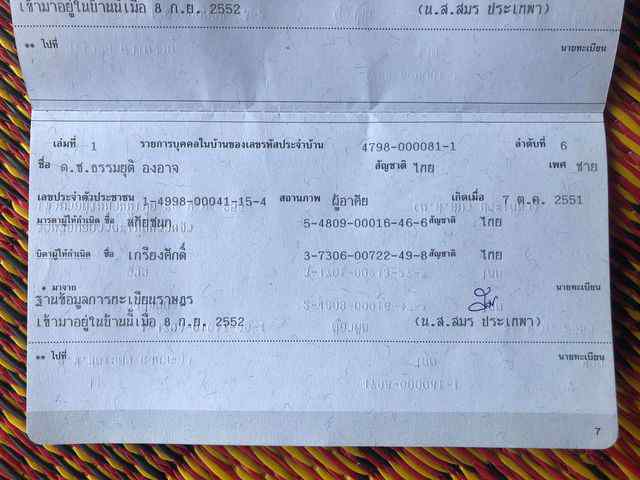 เข้ามาอยู่ในบ้านนี้เมื่อ 8 ก.ย. 2552 (น.ส.สมร ประเทพา)
** ไปที่ นายทะเบียน
เล่มที่ 1 รายการบุคคลในบ้านของเลขรหัสประจำบ้าน 4798-000081-1 ลำดับที่ 6
ชื่อ ด.ช.ธรรมยุติ องอาจ สัญชาติ ไทย เพศ ชาย
เลขประจำตัวประชาชน 1-4998-00041-15-4 สถานภาพ ผู้อาศัย เกิดเมื่อ 7 ต.ค. 2551
มารดาผู้ให้กำเนิด ชื่อ 5-4809-00016-46-6 สัญชาติ ไทย
บิดาผู้ให้กำเนิด ชื่อ เกรียงศักดิ์ 3-7306-00722-49-8 สัญชาติ ไทย
* มาจาก นายทะเบียน
ฐานข้อมูลการทะเบียนราษฎร
เข้ามาอยู่ในบ้านนี้เมื่อ 8 ก.ย. 2552 (น.ส.สมร ประเทพา)
** ไปที่ นายทะเบียน
7